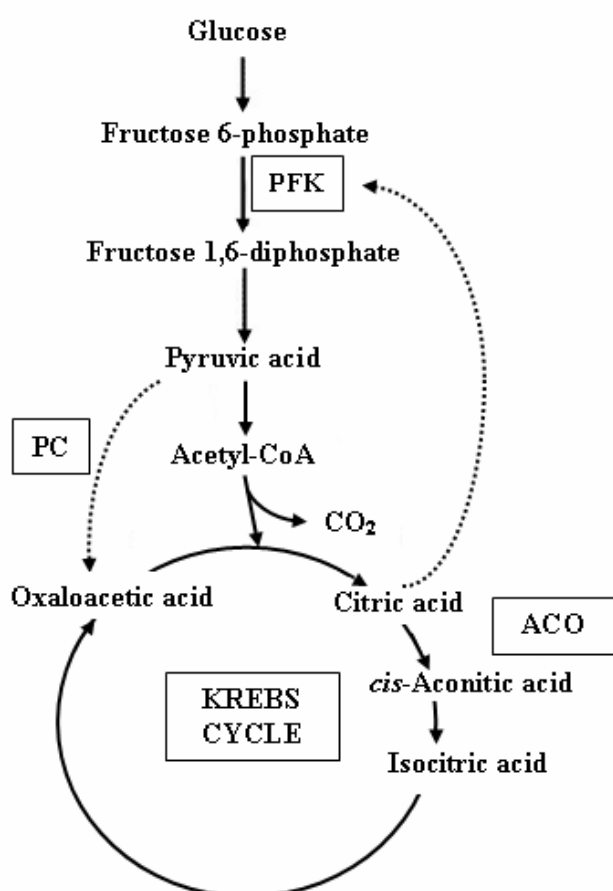 Glucose
Fructose 6-phosphate
PFK
Fructose 1,6-diphosphate
Pyruvic acid
PC
Acetyl-CoA
CO₂
Oxaloacetic acid
Citric acid
ACO
cis-Aconitic acid
KREBS
CYCLE
Isocitric acid